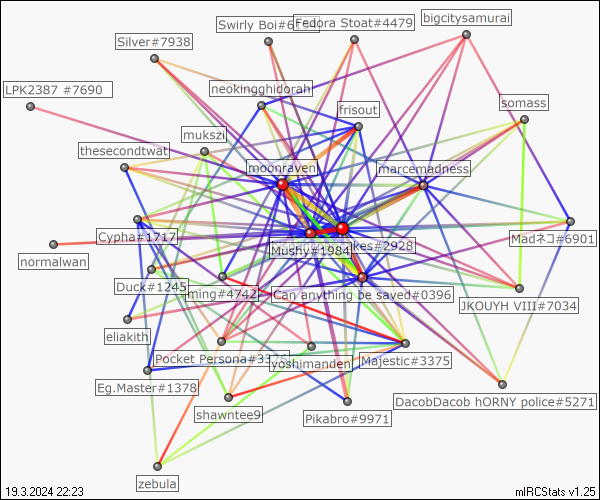 bigcitysamurai
Swirly Boi#6
Fedora Stoat#4479
Silver#7938
LPK2387 #7690
neokingghidorah
somass
frisout
mukszi
thesecondtwat
moonraven
marcemadness
Cypha#1717
Mushy#1984
kes#2928
Madネコ#6901
normalwan
Duck#1245
ming#4742
Can anything be saved#0396
JKOUYH VIII#7034
eliakith
Pocket Persona#3376
yoshimanden
Majestic#3375
Eg.Master#1378
DacobDacob hORNY police#5271
shawntee9
Pikabro#9971
zebula
19.3.2024 22:23
mIRCStats v1.25